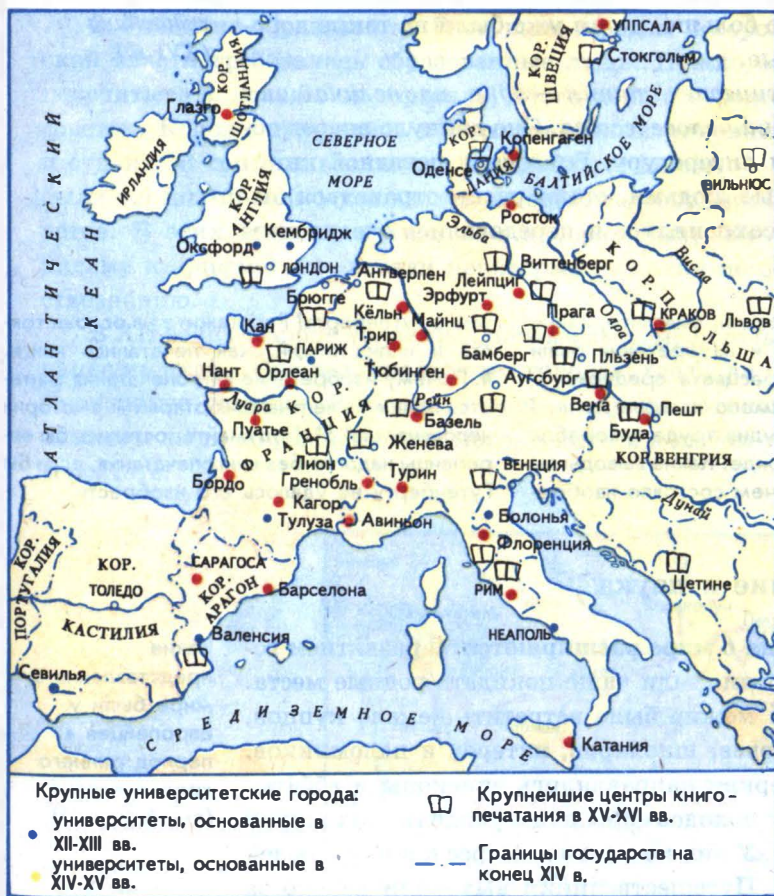 УППСАЛА
КОР.
ШВЕЦИЯ
Стокгольм
КОР.
ШОТЛАНДИЯ
Глазго
СЕВЕРНОЕ
МОРЕ
ИРЛАНДИЯ
КОР.
АНГЛИЯ
КОР.
ДАНИЯ
Копенгаген
Оденсе
БАЛТИЙСКОЕ МОРЕ
ВИЛЬНЮС
АТЛАНТИЧЕСКИЙ
ОКЕАН
Росток
Эльба
Оксфорд
Кембридж
ЛОНДОН
Антверпен
Брюгге
Виттенберг
Лейпциг
Эрфурт
КОР. ПОЛЬША
Висла
Одра
Кёльн
Майнц
Прага
КРАКОВ
Львов
Кан
ПАРИЖ
Трир
Бамберг
Пльзень
Нант
Орлеан
Тюбинген
Аугсбург
Луара
КОР.
ФРАНЦИЯ
Рейн
Базель
Вена
Пешт
Буда
Пуатье
Женева
КОР. ВЕНГРИЯ
Лион
ВЕНЕЦИЯ
Бордо
Гренобль
Турин
Дунай
Кагор
Болонья
Тулуза
Авиньон
Флоренция
КОР.
ПОРТУГАЛИЯ
КОР.
ТОЛЕДО
САРАГОСА
КОР.
АРАГОН
Барселона
РИМ
Цетине
КАСТИЛИЯ
Валенсия
НЕАПОЛЬ
Севилья
СРЕДИЗЕМНОЕ МОРЕ
Катания
Крупные университетские города:
университеты, основанные в
XII-XIII вв.
университеты, основанные в
XIV-XV вв.
Крупнейшие центры книго-
печатания в XV-XVI вв.
Границы государств на
конец XIV в.